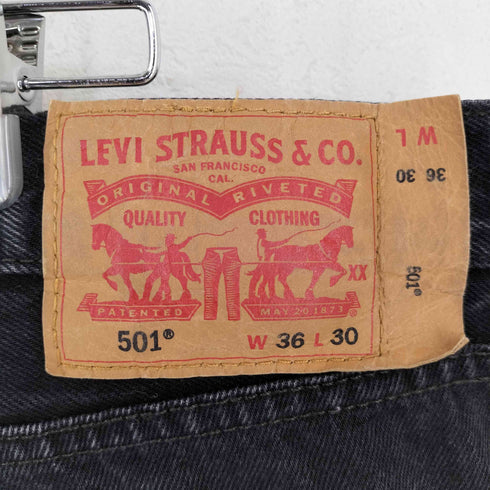 LEVI STRAUSS & CO.
SAN FRANCISCO
CAL.
ORIGINAL RIVETED
QUALITY CLOTHING
XX
PATENTED MAY 20 1873
501® W 36 L 30
W L
36 30
501®